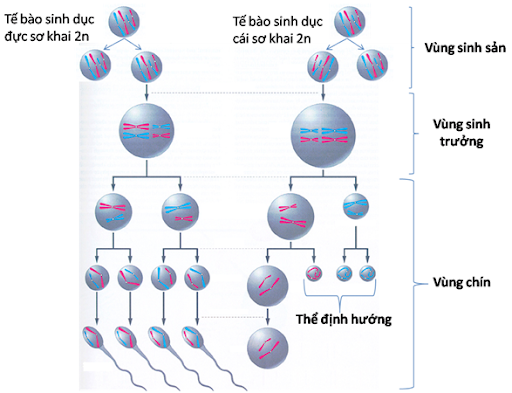 Tế bào sinh dục
đực sơ khai 2n
Tế bào sinh dục
cái sơ khai 2n
Vùng sinh sản
Vùng sinh
trưởng
Vùng chín
Thể định hướng